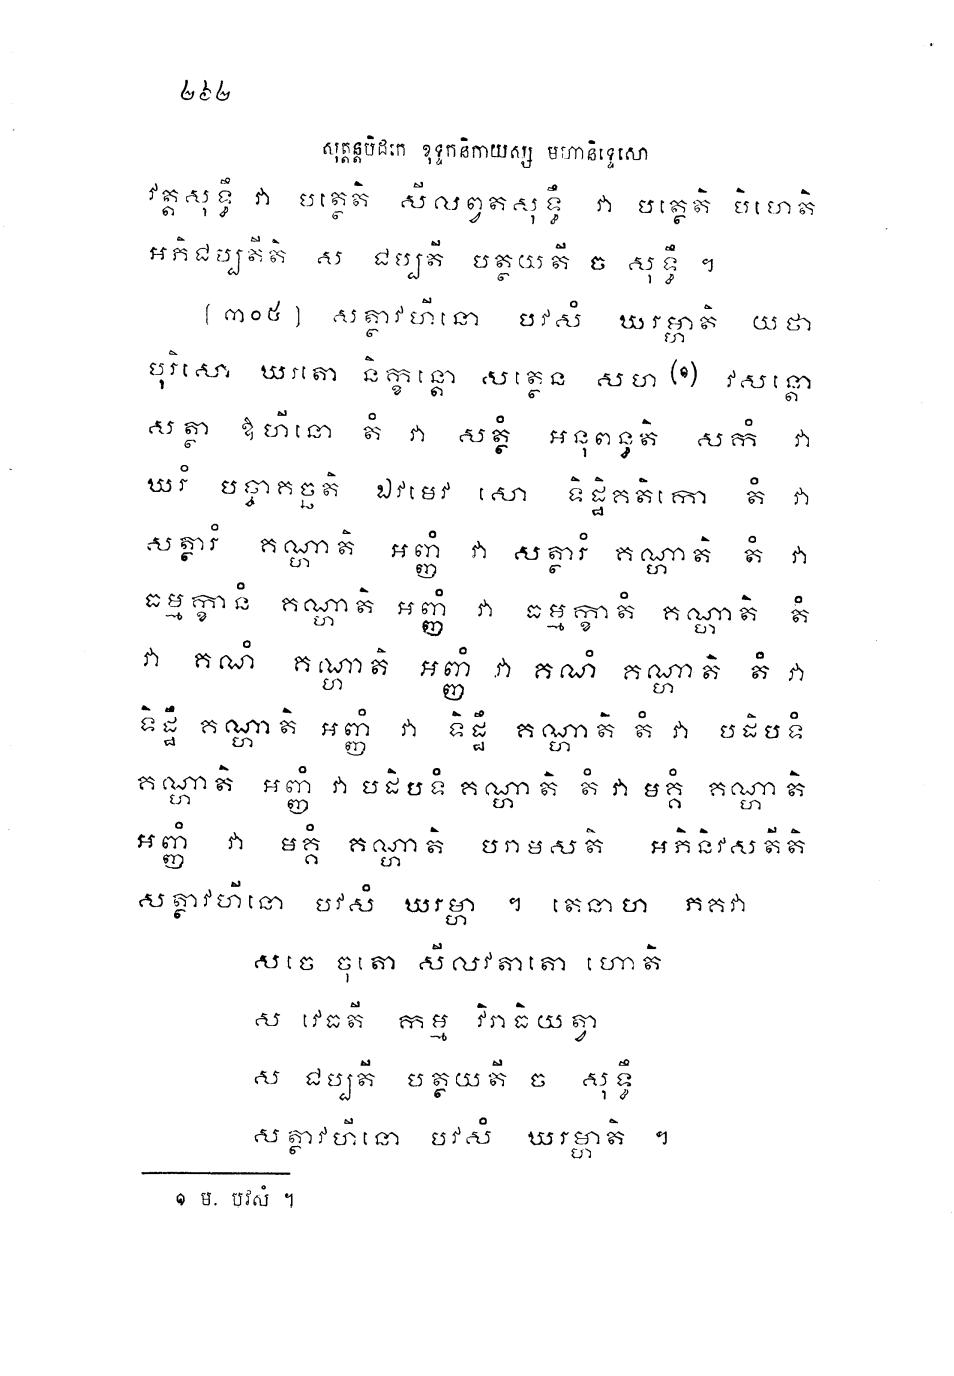 ២៦២
សុត្តន្តបិដកេ ខុទ្ទកនិកាយស្ស មហានិទ្ទេសោ
វត្តសុទ្ធឹ វា បត្ថេតិ សីលព្វតសុទ្ធឹ វា បត្ថេតិ បិហេតិ
អភិជប្បតីតិ ស ជប្បតី បត្ថយតី ច សុទ្ធឹ ។
[៣០៥] សត្ថាវហីនោ បវសំ ឃរម្ហាតិ យថា
បុរិសោ ឃរតោ និក្ខន្តោ សត្ថេន សហ (១) វសន្តោ
សត្ថា ឱហីនោ តំ វា សត្ថំ អនុពន្ធតិ សកំ វា
ឃរំ បច្ចាគច្ឆតិ ឯវមេវ សោ ទិដ្ឋិគតិកោ តំ វា
សត្ថារំ គណ្ហាតិ អញ្ញំ វា សត្ថារំ គណ្ហាតិ តំ វា
ធម្មក្ខានំ គណ្ហាតិ អញ្ញំ វា ធម្មក្ខាតំ គណ្ហាតិ តំ
វា គណំ គណ្ហាតិ អញ្ញំ វា គណំ គណ្ហាតិ តំ វា
ទិដ្ឋឹ គណ្ហាតិ អញ្ញំ វា ទិដ្ឋឹ គណ្ហាតិ តំ វា បដិបទំ
គណ្ហាតិ អញ្ញំ វា បដិបទំ គណ្ហាតិ តំ វា មគ្គំ គណ្ហាតិ
អញ្ញំ វា មគ្គំ គណ្ហាតិ បរាមសតិ អភិនិវសតីតិ
សត្ថាវហីនោ បវសំ ឃរម្ហា ។ តេនាហ ភគវា
សចេ ចុតោ សីលវតាតោ ហោតិ
ស វេធតី កម្ម វិរាធិយត្វា
ស ជប្បតី បត្ថយតី ច សុទ្ធឹ
សត្ថាវហីនោ បវសំ ឃរម្ហាតិ ។
១ ម. បវសំ ។